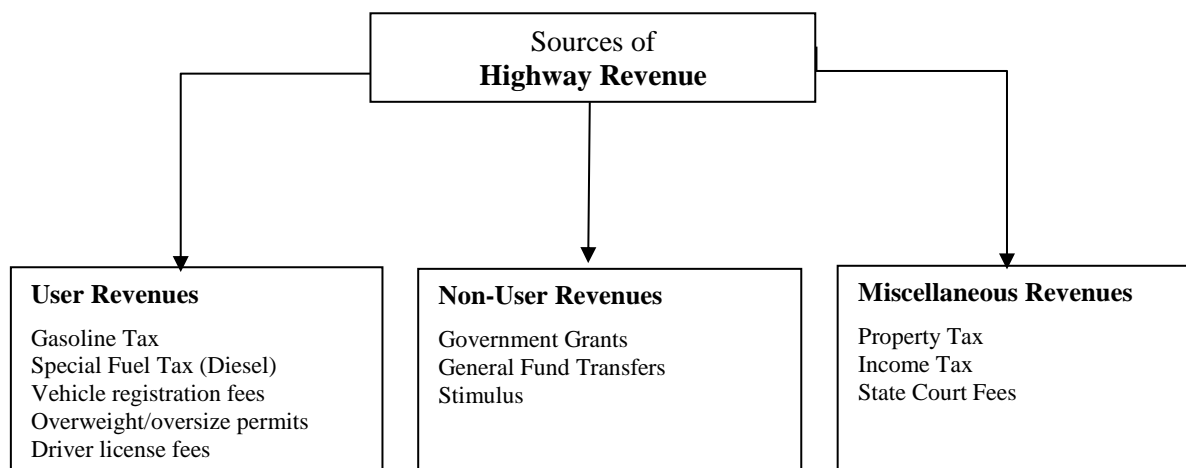 Sources of
Highway Revenue
User Revenues
Gasoline Tax
Special Fuel Tax (Diesel)
Vehicle registration fees
Overweight/oversize permits
Driver license fees
Non-User Revenues
Government Grants
General Fund Transfers
Stimulus
Miscellaneous Revenues
Property Tax
Income Tax
State Court Fees